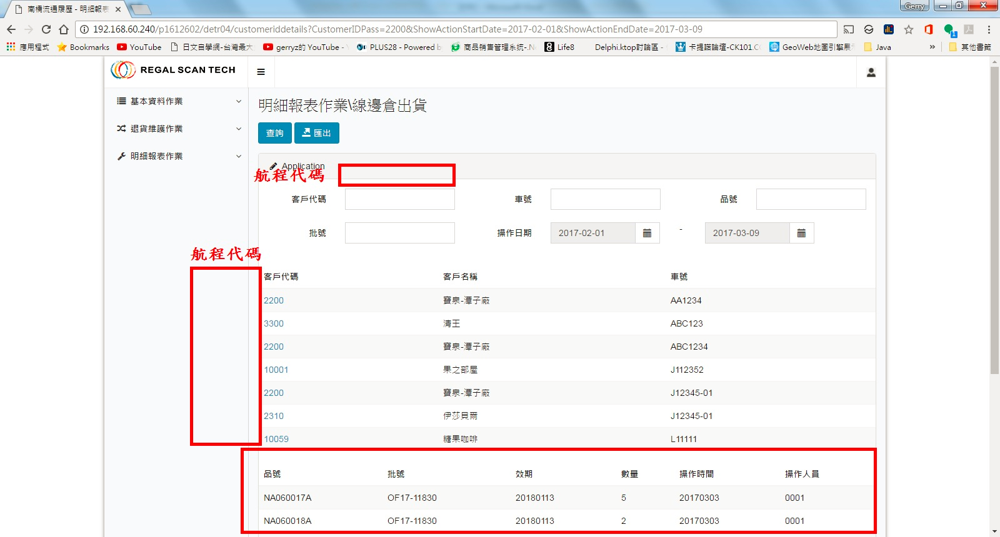 南橋流通履歷 - 明細報表
Gerry
192.168.60.240/p1612602/detr04/customeriddetails?CustomerIDPass=2200&ShowActionStartDate=2017-02-01&ShowActionEndDate=2017-03-09
應用程式 Bookmarks YouTube 日文自學網-台灣最大 gerryz的 YouTube - PLUS28 - Powered b 商品銷售管理系統-.N Life8 Delphi.ktop討論區 - 卡提諾論壇-CK101.C GeoWeb地圖引擎展示 Java » 其他書籤
REGAL SCAN TECH
基本資料作業
退貨維護作業
明細報表作業
明細報表作業\線邊倉出貨
查詢 匯出
Application
航程代碼
客戶代碼 車號 品號
批號 操作日期 2017-02-01 - 2017-03-09
航程代碼
客戶代碼 客戶名稱 車號
2200 寶泉-潭子廠 AA1234
3300 清王 ABC123
2200 寶泉-潭子廠 ABC1234
10001 果之部屋 J112352
2200 寶泉-潭子廠 J12345-01
2310 伊莎貝爾 J12345-01
10059 糖果咖啡 L11111
品號 批號 效期 數量 操作時間 操作人員
NA060017A OF17-11830 20180113 5 20170303 0001
NA060018A OF17-11830 20180113 2 20170303 0001